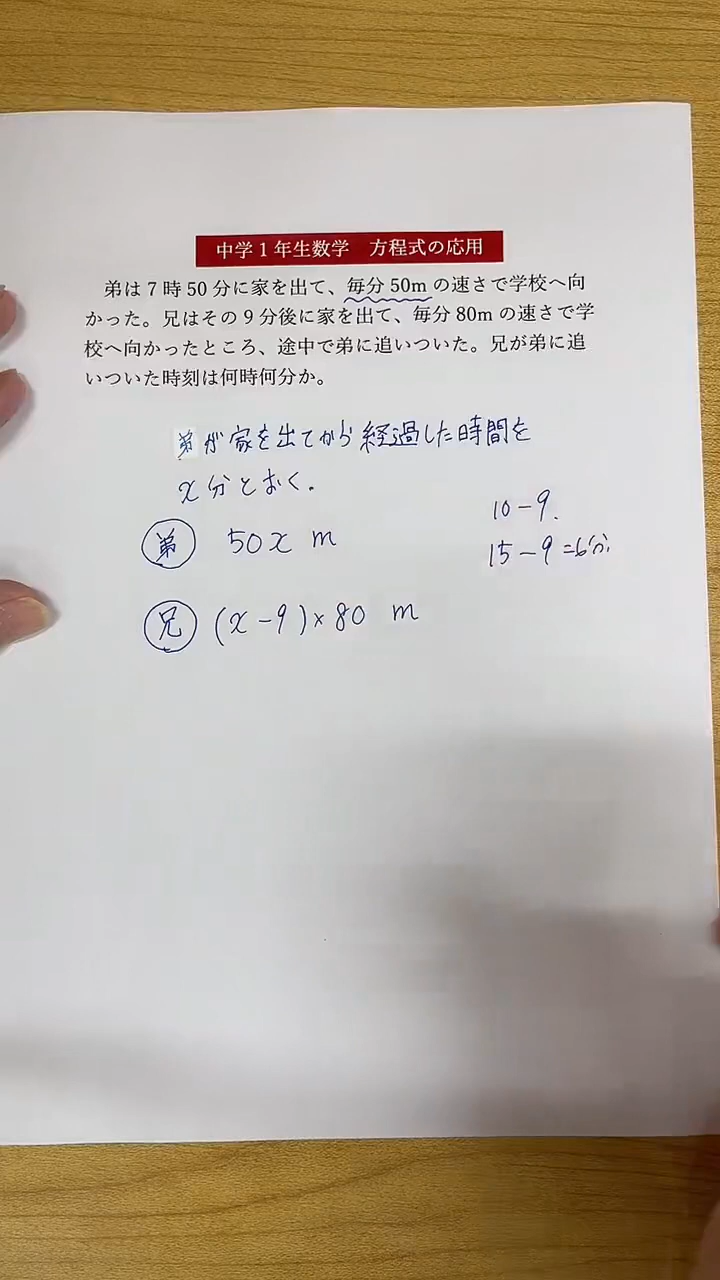 中学1年生数学 方程式の応用
弟は7時50分に家を出て、毎分50mの速さで学校へ向
かった。兄はその9分後に家を出て、毎分80mの速さで学
校へ向かったところ、途中で弟に追いついた。兄が弟に追
いついた時刻は何時何分か。
弟が家を出てから経過した時間を
x分とおく.
10-9.
弟 50x m
15-9=6分
兄 (x-9)×80 m